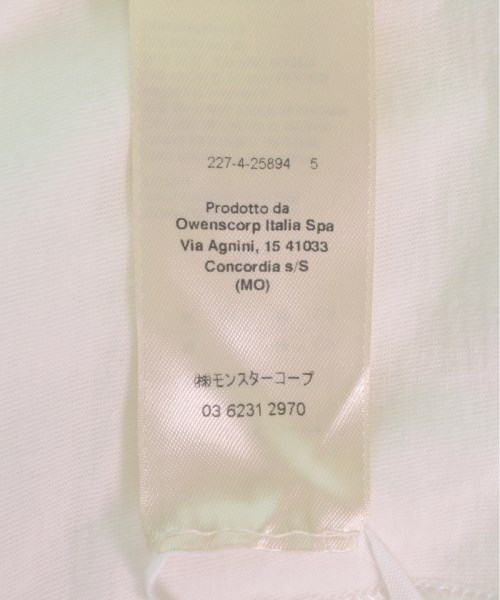 227-4-25894 5
Prodotto da
Owenscorp Italia Spa
Via Agnini, 15 41033
Concordia s/S
(MO)
㈱モンスターコープ
03 6231 2970